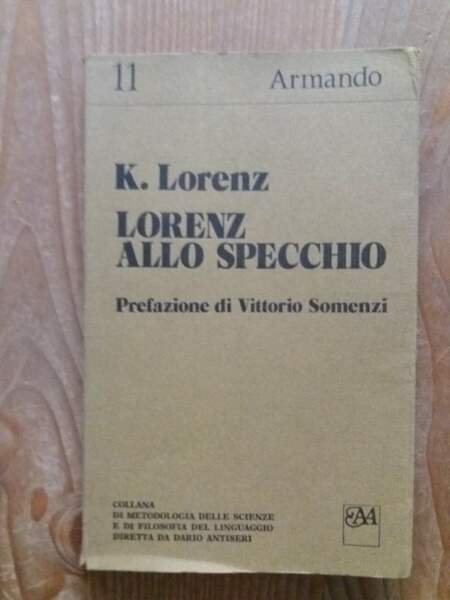 11 Armando
K. Lorenz
LORENZ
ALLO SPECCHIO
Prefazione di Vittorio Somenzi
COLLANA
DI METODOLOGIA DELLE SCIENZE
E DI FILOSOFIA DEL LINGUAGGIO
DIRETTA DA DARIO ANTISERI